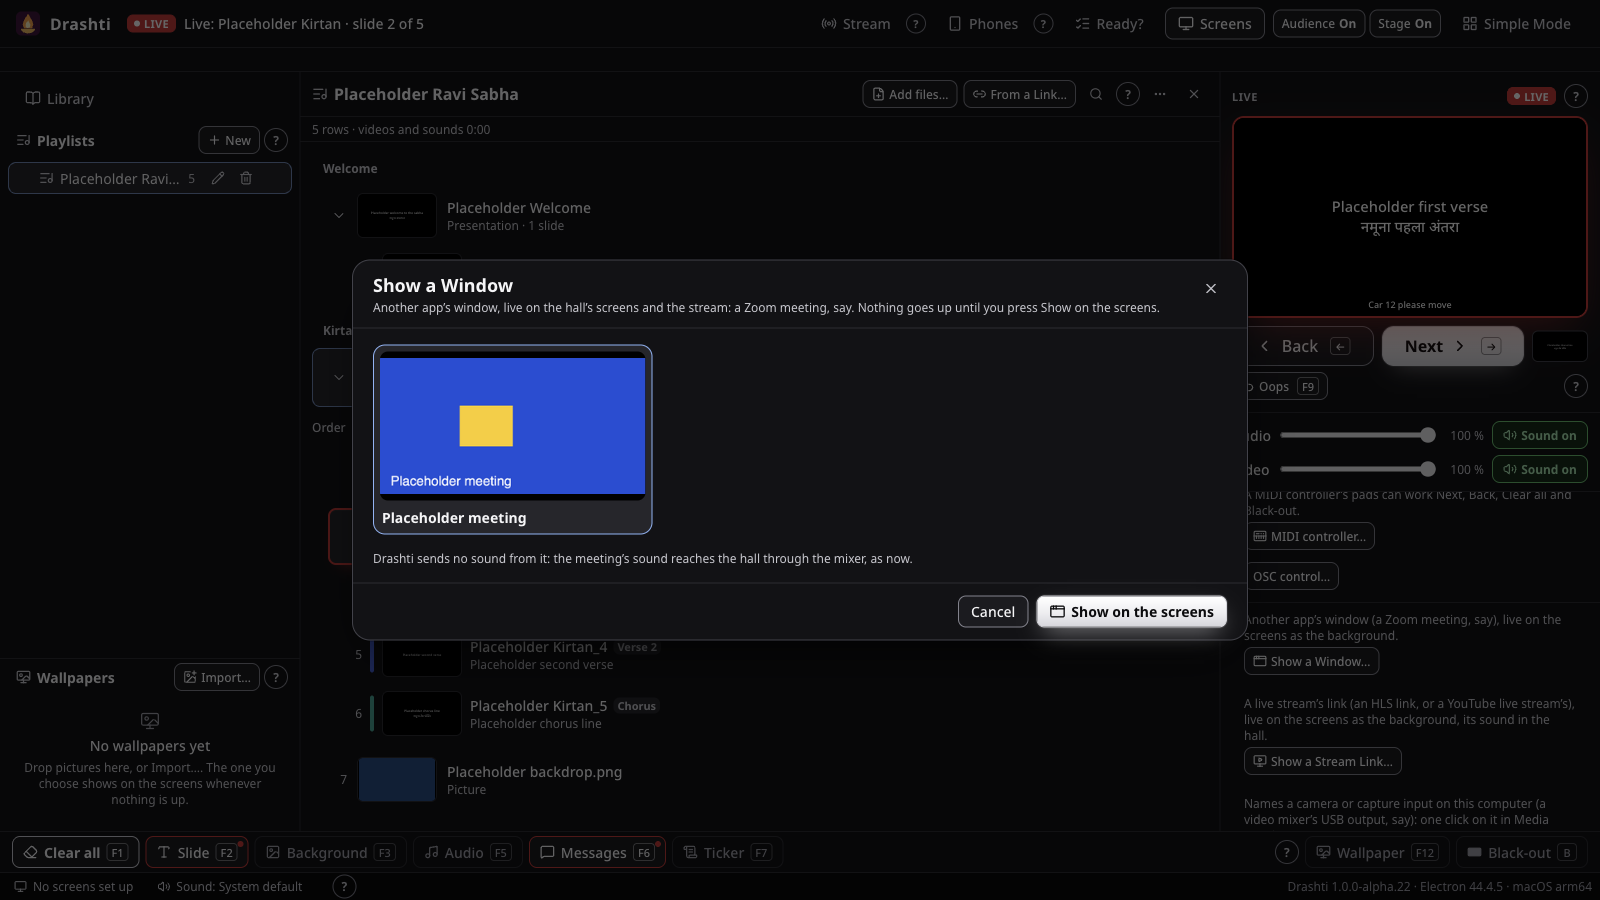 Drashti
LIVE
Live: Placeholder Kirtan · slide 2 of 5
Stream
?
Phones
?
Ready?
Screens
Audience On
Stage On
Simple Mode
Library
Playlists
New
?
Placeholder Ravi...
5
Placeholder Ravi Sabha
Add files...
From a Link...
?
5 rows · videos and sounds 0:00
Welcome
Placeholder Welcome
Presentation · 1 slide
Kirta
Order
Show a Window
Another app's window, live on the hall's screens and the stream: a Zoom meeting, say. Nothing goes up until you press Show on the screens.
Placeholder meeting
Placeholder meeting
Drashti sends no sound from it: the meeting's sound reaches the hall through the mixer, as now.
Cancel
Show on the screens
5
Placeholder Kirtan_4
Verse 2
Placeholder second verse
6
Placeholder Kirtan_5
Chorus
Placeholder chorus line
7
Placeholder backdrop.png
Picture
LIVE
LIVE
?
Placeholder first verse
नमूना पहला अंतरा
Car 12 please move
Back
Next
Oops
F9
?
dio
100 %
Sound on
deo
100 %
Sound on
A MIDI controller's pads can work Next, Back, Clear all and
Black-out.
MIDI controller...
OSC control...
Another app's window (a Zoom meeting, say), live on the
screens as the background.
Show a Window...
A live stream's link (an HLS link, or a YouTube live stream's),
live on the screens as the background, its sound in the
hall.
Show a Stream Link...
Names a camera or capture input on this computer (a
video mixer's USB output, say): one click on it in Media
Wallpapers
Import...
?
No wallpapers yet
Drop pictures here, or Import.... The one you
choose shows on the screens whenever
nothing is up.
Clear all
F1
Slide
F2
Background
F3
Audio
F5
Messages
F6
Ticker
F7
?
Wallpaper
F12
Black-out
B
No screens set up
Sound: System default
?
Drashti 1.0.0-alpha.22 · Electron 44.4.5 · macOS arm64